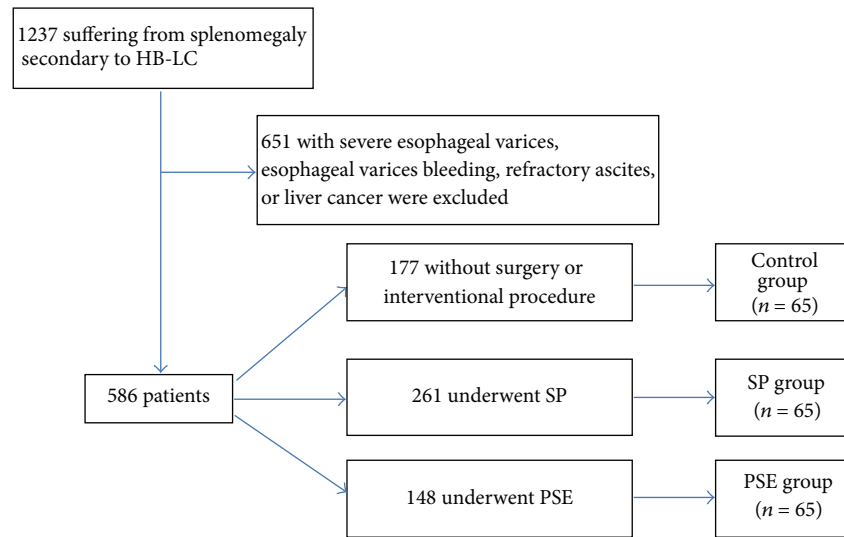 1237 suffering from splenomegaly
secondary to HB-LC
651 with severe esophageal varices,
esophageal varices bleeding, refractory ascites,
or liver cancer were excluded
177 without surgery or
interventional procedure
Control
group
(n = 65)
586 patients
261 underwent SP
SP group
(n = 65)
148 underwent PSE
PSE group
(n = 65)